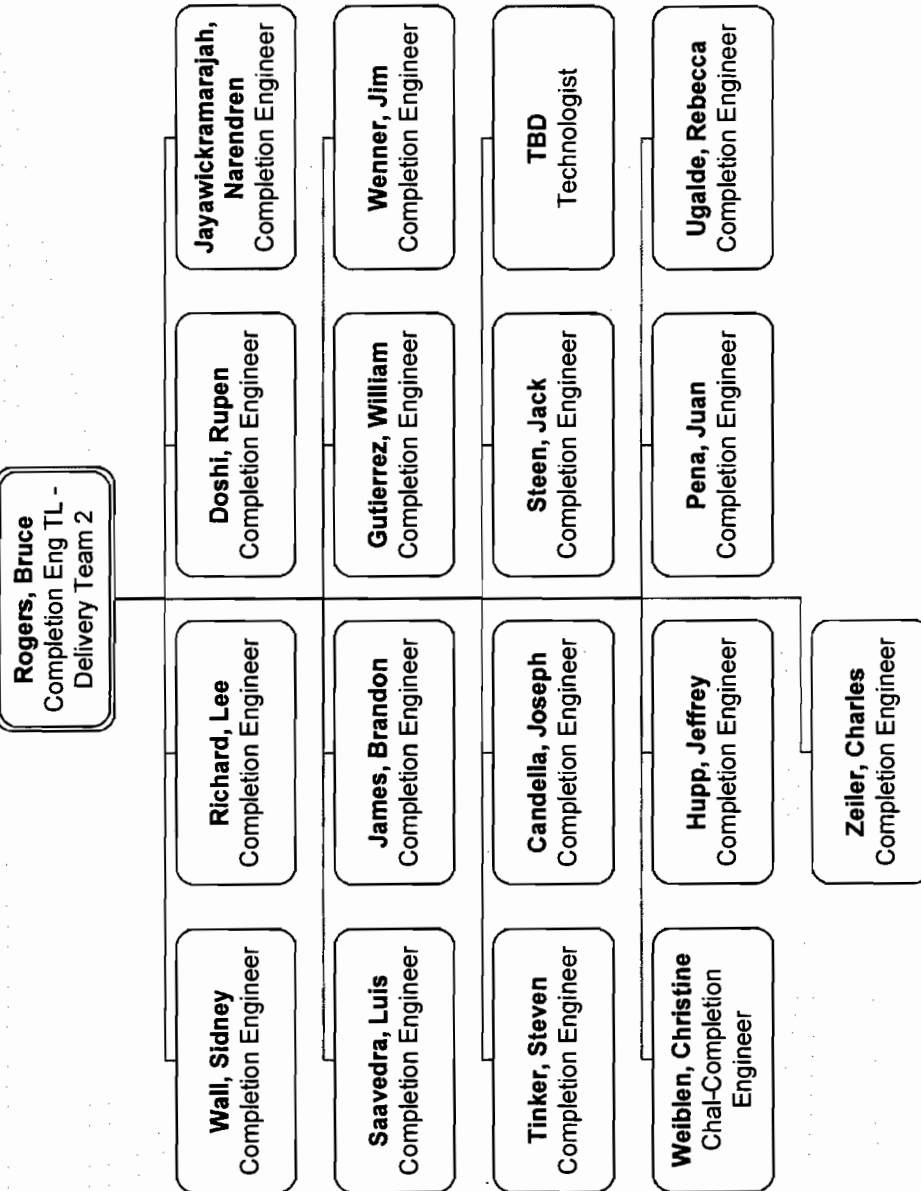 Rogers, Bruce
Completion Eng TL -
Delivery Team 2
Wall, Sidney
Completion Engineer
Richard, Lee
Completion Engineer
Doshi, Rupen
Completion Engineer
Jayawickramarajah,
Narendren
Completion Engineer
Saavedra, Luis
Completion Engineer
James, Brandon
Completion Engineer
Gutierrez, William
Completion Engineer
Wenner, Jim
Completion Engineer
Tinker, Steven
Completion Engineer
Candella, Joseph
Completion Engineer
Steen, Jack
Completion Engineer
TBD
Technologist
Weiblen, Christine
Chal-Completion
Engineer
Hupp, Jeffrey
Completion Engineer
Pena, Juan
Completion Engineer
Ugalde, Rebecca
Completion Engineer
Zeiler, Charles
Completion Engineer